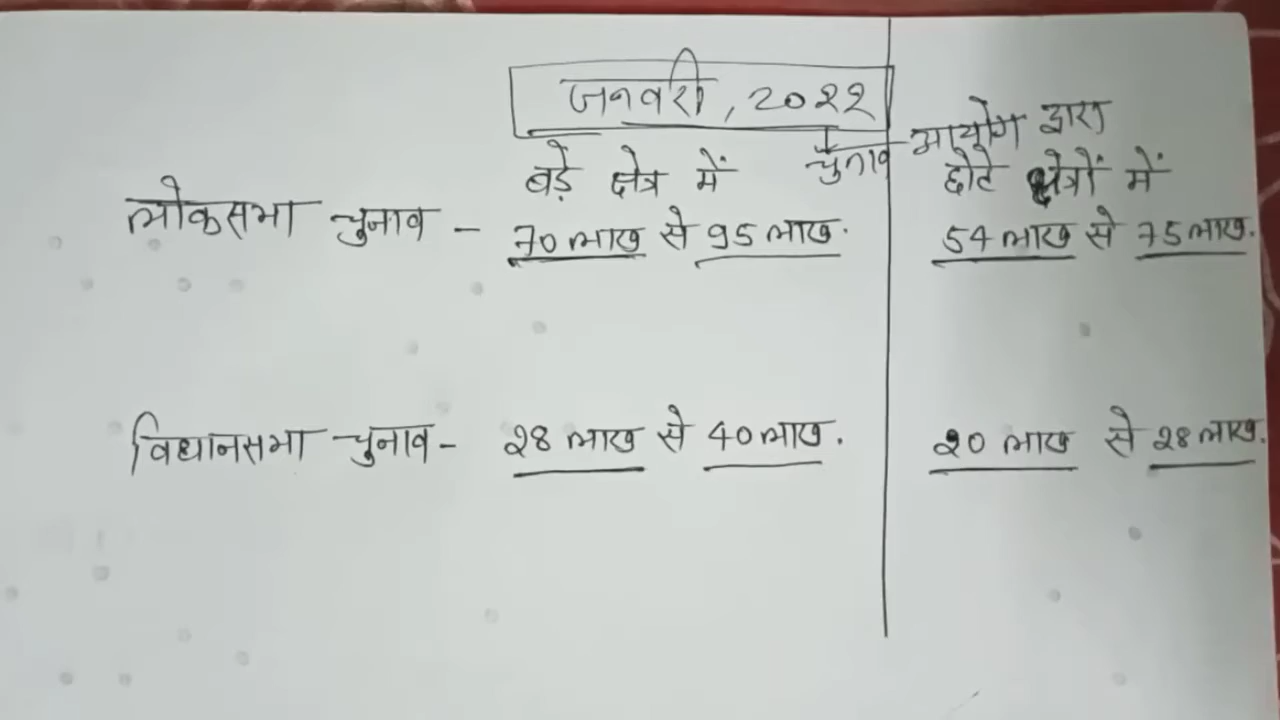 जनवरी, 2022
चुनाव आयोग द्वारा
बड़े क्षेत्र में छोटे क्षेत्रों में
लोकसभा चुनाव - 70 लाख से 95 लाख. 54 लाख से 75 लाख.
विधानसभा चुनाव - 28 लाख से 40 लाख. 20 लाख से 28 लाख.